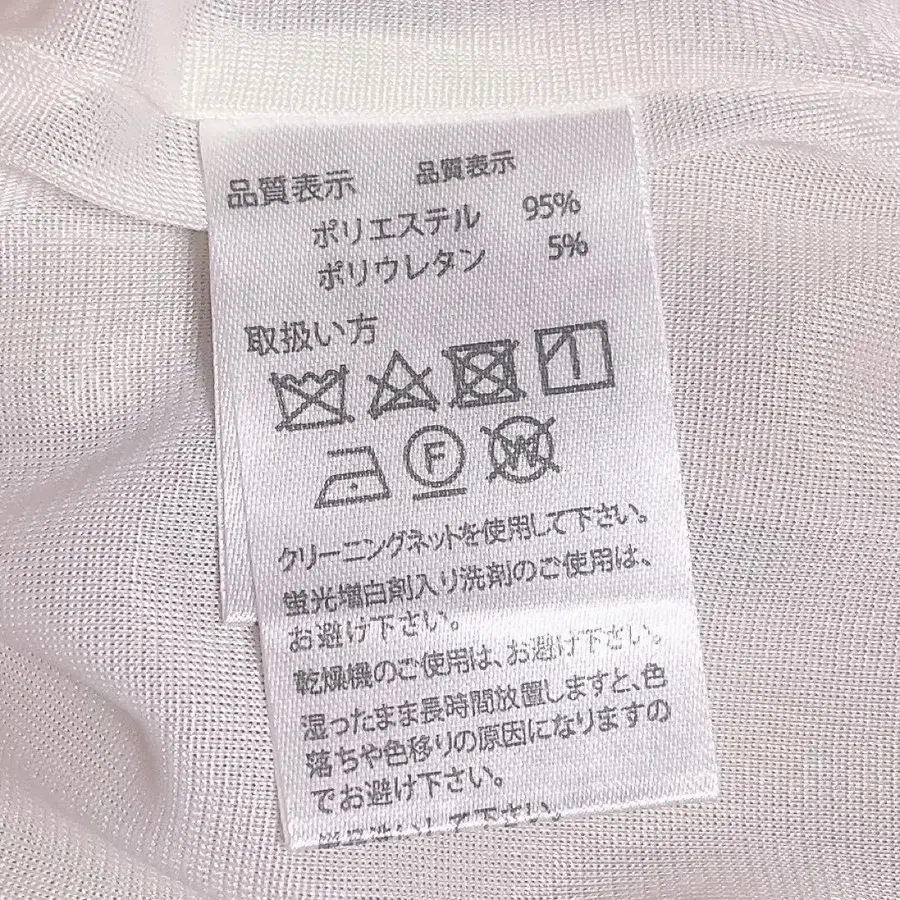 品質表示 品質表示
ポリエステル 95%
ポリウレタン 5%
取扱い方
F W
クリーニングネットを使用して下さい。
蛍光増白剤入り洗剤のご使用は、
お避け下さい。
乾燥機のご使用は、お避け下さい。
湿ったまま長時間放置しますと、色
落ちや色移りの原因になりますの
でお避け下さい。
して下さい。